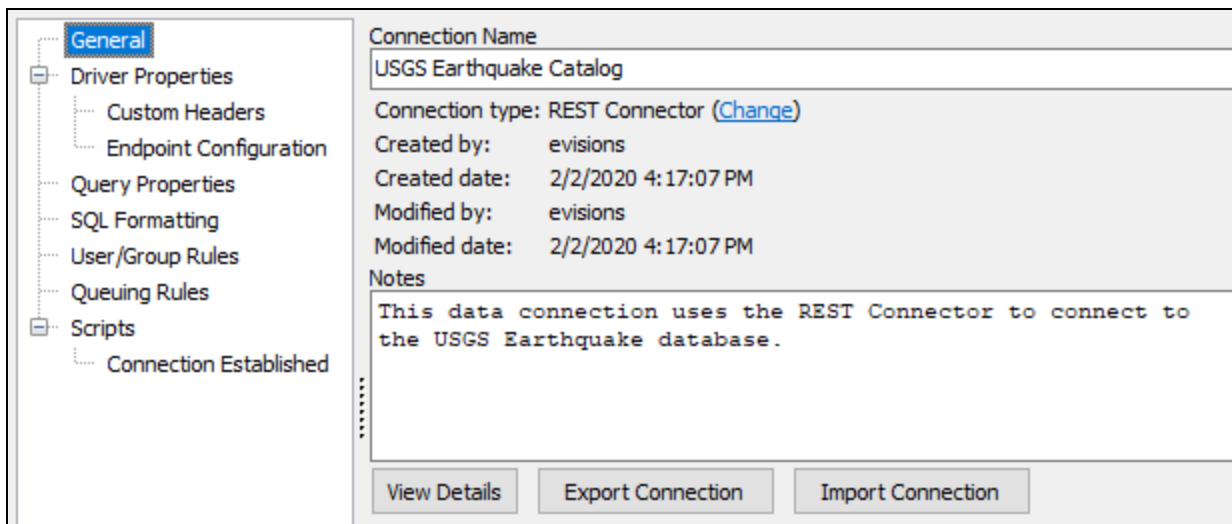 General
Driver Properties
Custom Headers
Endpoint Configuration
Query Properties
SQL Formatting
User/Group Rules
Queuing Rules
Scripts
Connection Established
Connection Name
USGS Earthquake Catalog
Connection type: REST Connector (Change)
Created by: evisions
Created date: 2/2/2020 4:17:07 PM
Modified by: evisions
Modified date: 2/2/2020 4:17:07 PM
Notes
This data connection uses the REST Connector to connect to
the USGS Earthquake database.
View Details Export Connection Import Connection